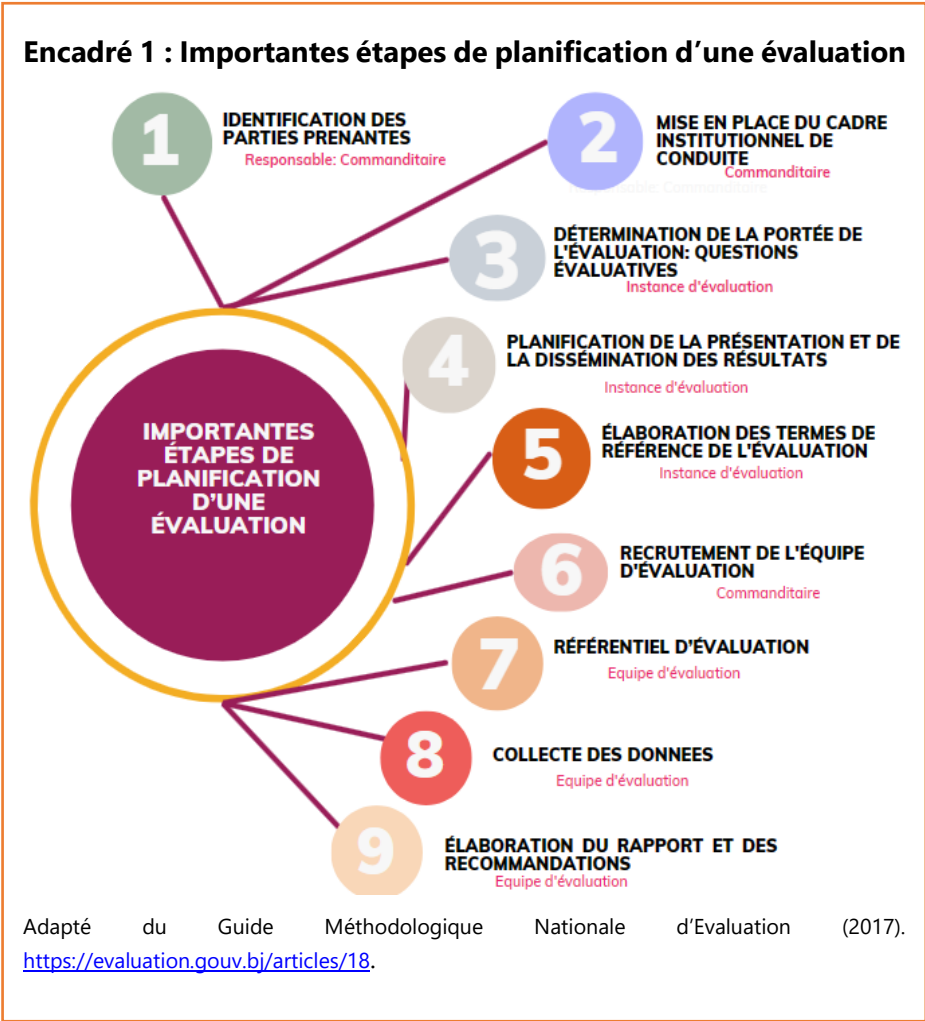 Encadré 1 : Importantes étapes de planification d'une évaluation
1
IDENTIFICATION DES
PARTIES PRENANTES
Responsable: Commanditaire
2
MISE EN PLACE DU CADRE
INSTITUTIONNEL DE
CONDUITE
Commanditaire
Responsable: Commanditaire
3
DÉTERMINATION DE LA PORTÉE DE
L'ÉVALUATION: QUESTIONS
ÉVALUATIVES
Instance d'évaluation
4
PLANIFICATION DE LA PRÉSENTATION ET DE
LA DISSÉMINATION DES RÉSULTATS
Instance d'évaluation
IMPORTANTES
ÉTAPES DE
PLANIFICATION
D'UNE
ÉVALUATION
5
ÉLABORATION DES TERMES DE
RÉFÉRENCE DE L'ÉVALUATION
Instance d'évaluation
6
RECRUTEMENT DE L'ÉQUIPE
D'ÉVALUATION
Commanditaire
7
RÉFÉRENTIEL D'ÉVALUATION
Equipe d'évaluation
8
COLLECTE DES DONNEES
Equipe d'évaluation
9
ÉLABORATION DU RAPPORT ET DES
RECOMMANDATIONS
Equipe d'évaluation
Adapté du Guide Méthodologique Nationale d'Evaluation (2017).
https://evaluation.gouv.bj/articles/18.